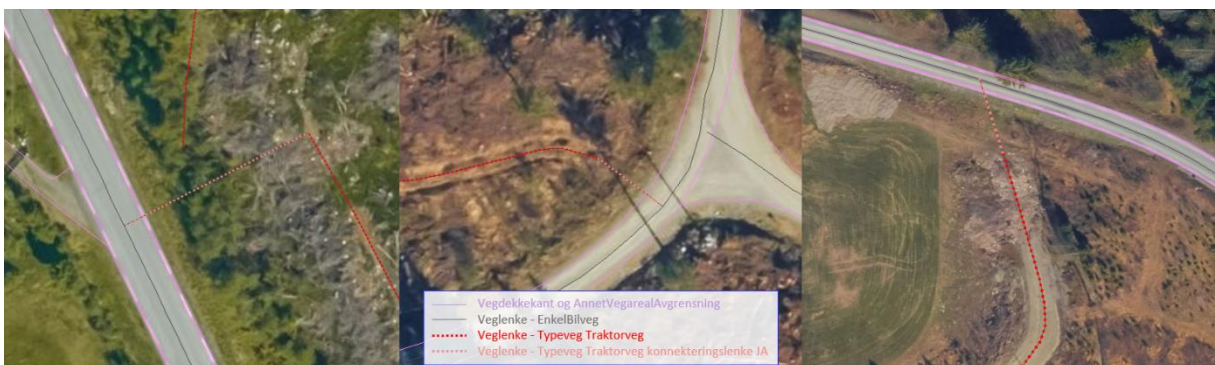 Vegdekkekant og AnnetVegarealAvgrensning
Veglenke - EnkelBilveg
Veglenke - Typeveg Traktorveg
Veglenke - Typeveg Traktorveg konnekteringslenke JA